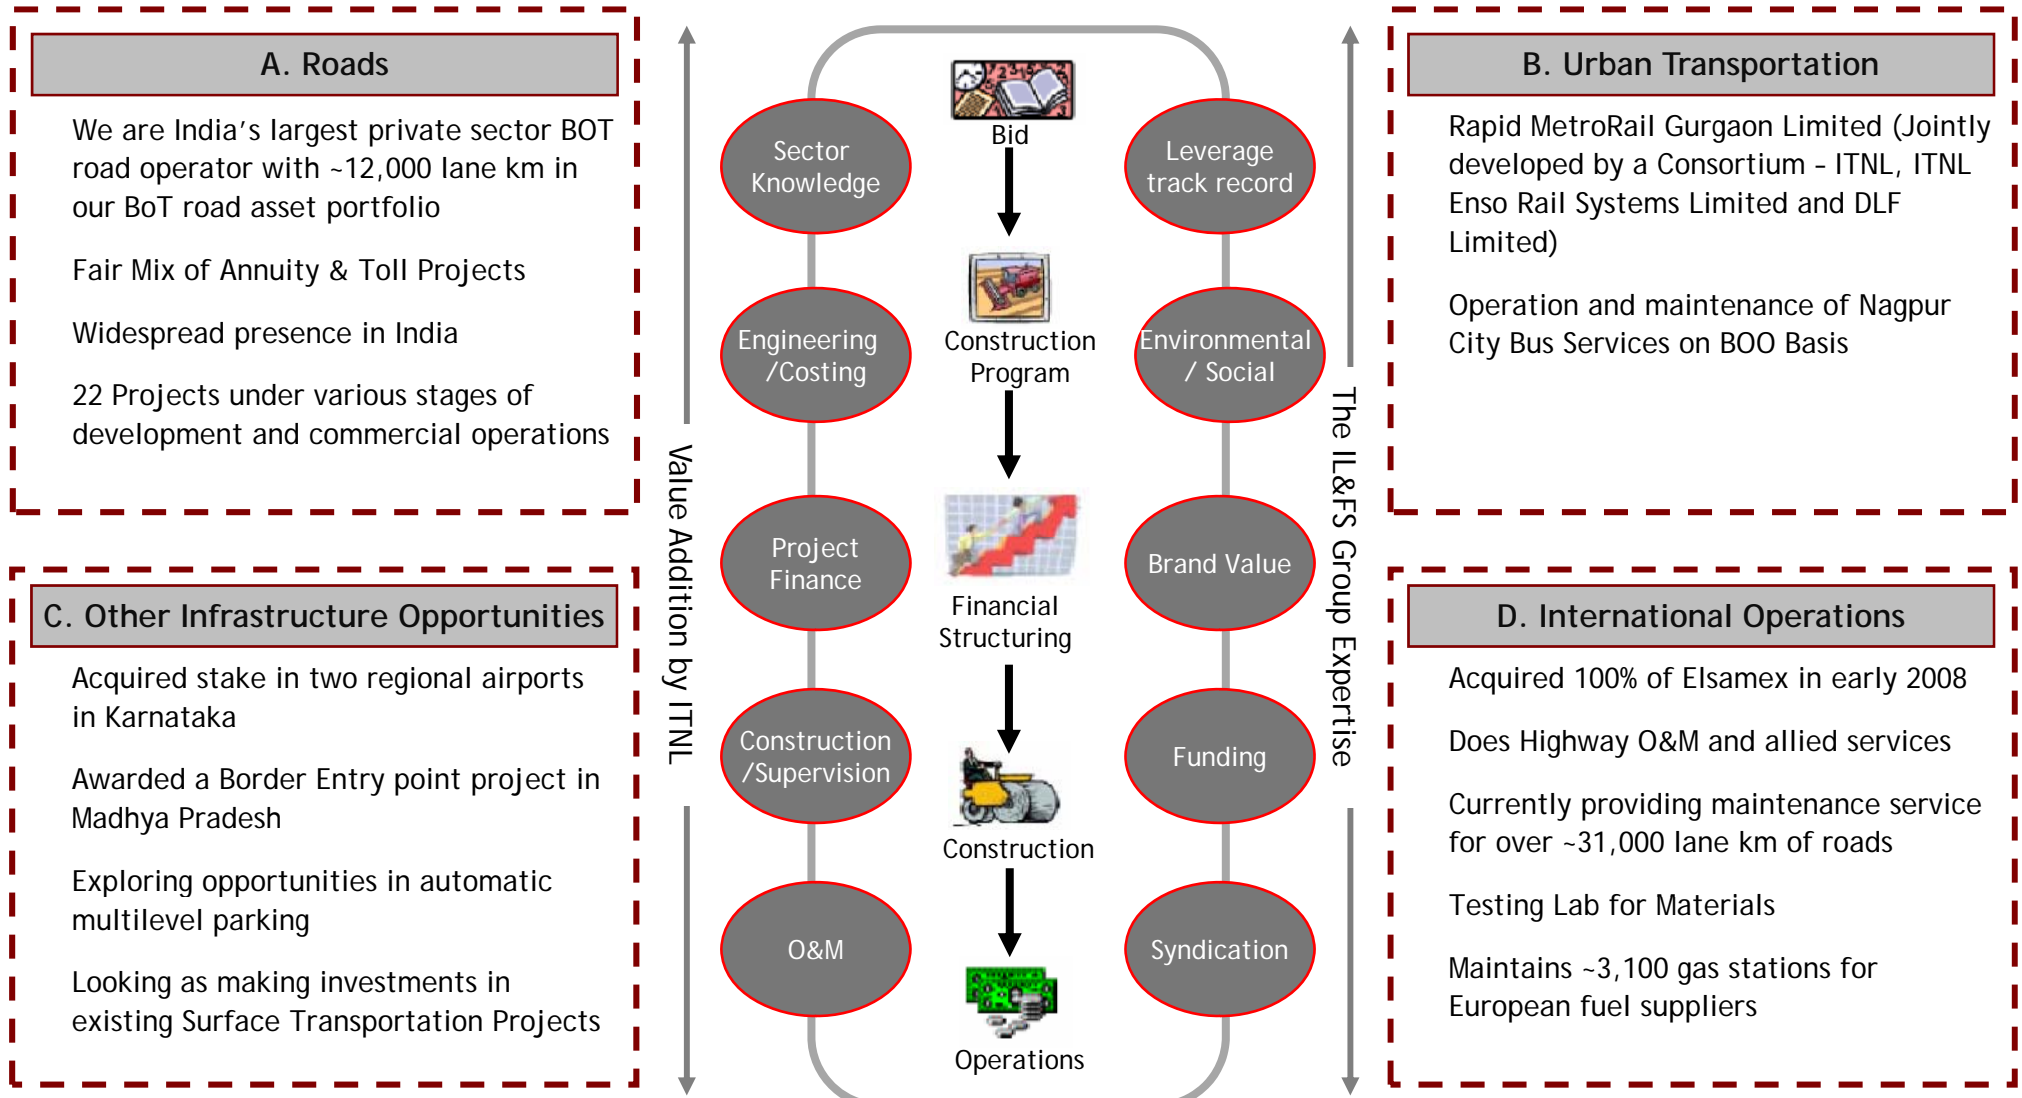 A. Roads
We are India's largest private sector BOT
road operator with ~12,000 lane km in
our BoT road asset portfolio
Fair Mix of Annuity & Toll Projects
Widespread presence in India
22 Projects under various stages of
development and commercial operations
C. Other Infrastructure Opportunities
Acquired stake in two regional airports
in Karnataka
Awarded a Border Entry point project in
Madhya Pradesh
Exploring opportunities in automatic
multilevel parking
Looking as making investments in
existing Surface Transportation Projects
Value Addition by ITNL
Sector
Knowledge
Engineering
/Costing
Project
Finance
Construction
/Supervision
O&M
Bid
Construction
Program
Financial
Structuring
Construction
Operations
Leverage
track record
Environmental
/ Social
Brand Value
Funding
Syndication
The IL&FS Group Expertise
B. Urban Transportation
Rapid MetroRail Gurgaon Limited (Jointly
developed by a Consortium – ITNL, ITNL
Enso Rail Systems Limited and DLF
Limited)
Operation and maintenance of Nagpur
City Bus Services on BOO Basis
D. International Operations
Acquired 100% of Elsamex in early 2008
Does Highway O&M and allied services
Currently providing maintenance service
for over ~31,000 lane km of roads
Testing Lab for Materials
Maintains ~3,100 gas stations for
European fuel suppliers